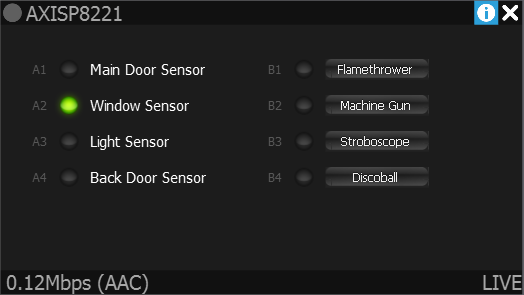 AXISP8221
A1 Main Door Sensor B1 Flamethrower
A2 Window Sensor B2 Machine Gun
A3 Light Sensor B3 Stroboscope
A4 Back Door Sensor B4 Discoball
0.12Mbps (AAC) LIVE